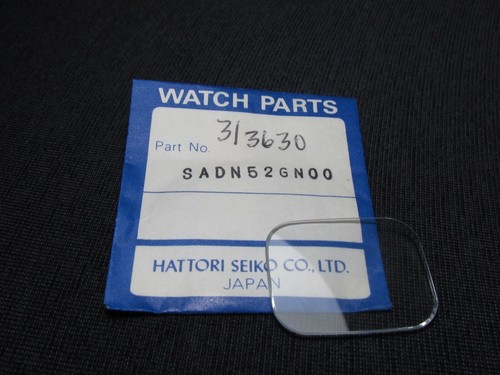 WATCH PARTS
313630
Part No.
SADN52GN00
HATTORI SEIKO CO., LTD.
JAPAN